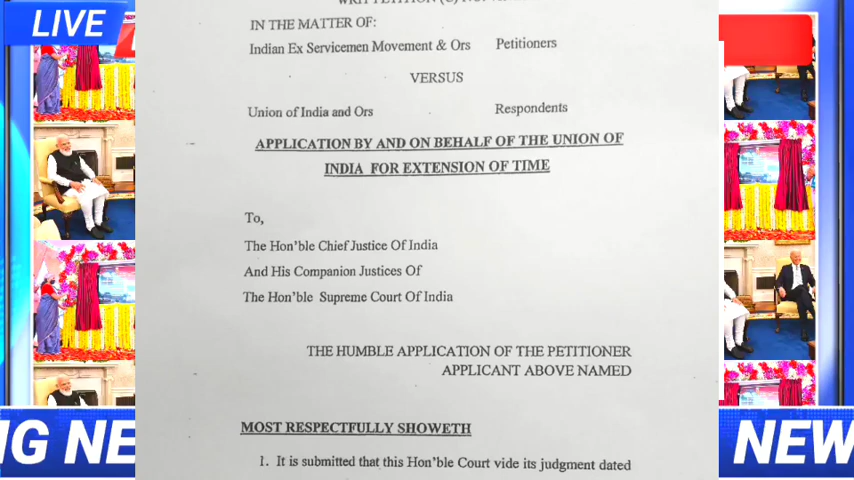 LIVE
IN THE MATTER OF:
Indian Ex Servicemen Movement & Ors Petitioners
VERSUS
Union of India and Ors Respondents
APPLICATION BY AND ON BEHALF OF THE UNION OF
INDIA FOR EXTENSION OF TIME
To,
The Hon'ble Chief Justice Of India
And His Companion Justices Of
The Hon'ble Supreme Court Of India
THE HUMBLE APPLICATION OF THE PETITIONER
APPLICANT ABOVE NAMED
MOST RESPECTFULLY SHOWETH
1. It is submitted that this Hon'ble Court vide its judgment dated
NG NE
NEW